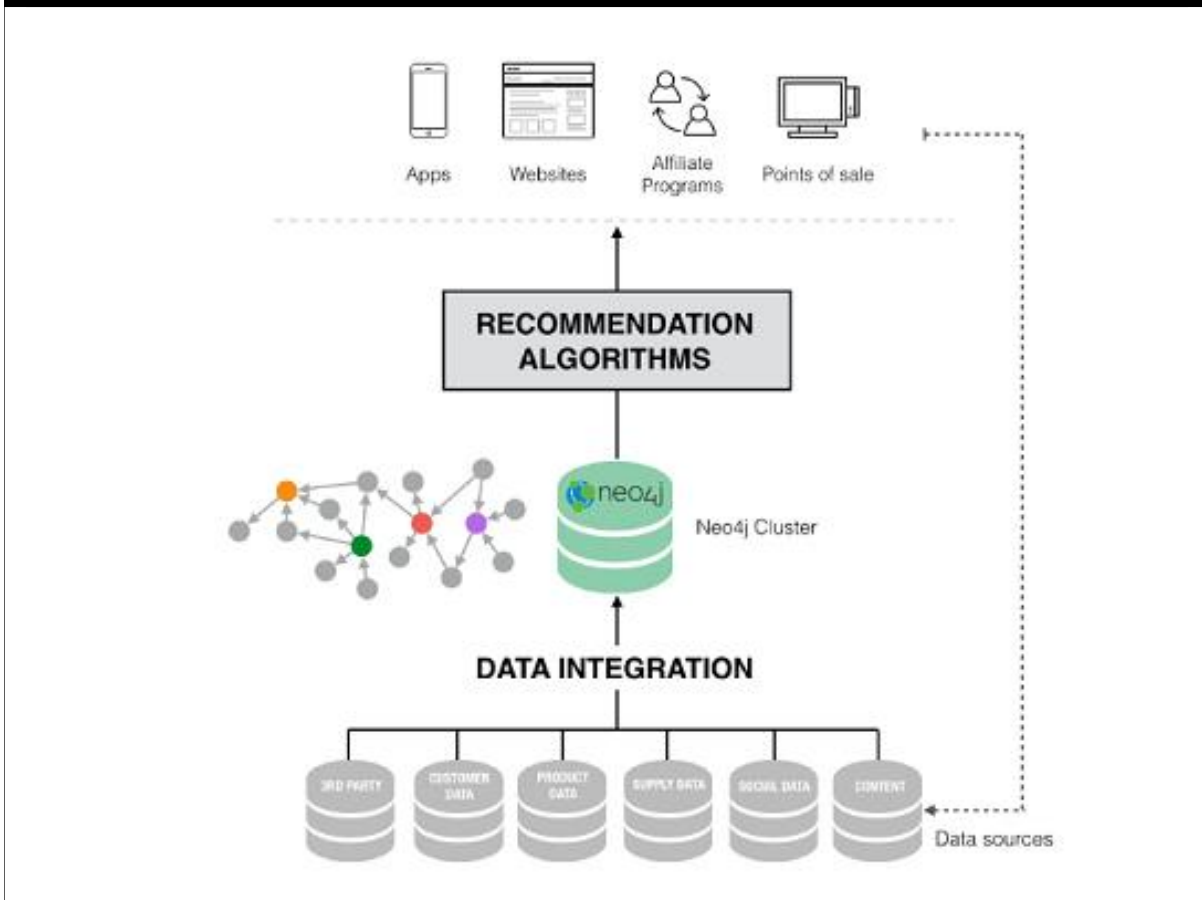 Apps
Websites
Affiliate
Programs
Points of sale
RECOMMENDATION
ALGORITHMS
neo4j
Neo4j Cluster
DATA INTEGRATION
3RD PARTY
CUSTOMER
DATA
PRODUCT
DATA
SUPPLY DATA
SOCIAL DATA
CONTENT
Data sources